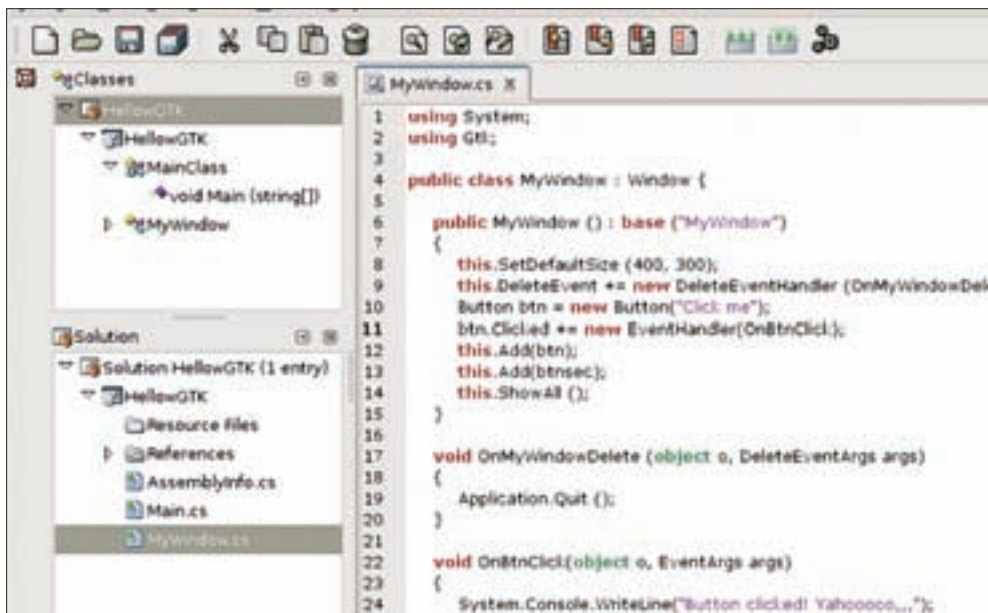 Classes
HellowGTK
HellowGTK
MainClass
void Main (string[])
MyWindow
Solution
Solution HellowGTK (1 entry)
HellowGTK
Resource Files
References
AssemblyInfo.cs
Main.cs
MyWindow.cs
MyWindow.cs
1 using System;
2 using Gtk;
3
4 public class MyWindow : Window {
5
6 public MyWindow () : base ("MyWindow")
7 {
8 this.SetDefaultSize (400, 300);
9 this.DeleteEvent += new DeleteEventHandler (OnMyWindowDele
10 Button btn = new Button("Click me");
11 btn.Clicked += new EventHandler(OnBtnClick);
12 this.Add(btn);
13 this.Add(btnsec);
14 this.ShowAll ();
15 }
16
17 void OnMyWindowDelete (object o, DeleteEventArgs args)
18 {
19 Application.Quit ();
20 }
21
22 void OnBtnClick(object o, EventArgs args)
23 {
24 System.Console.WriteLine("Button clicked! Yahooooo,,,");